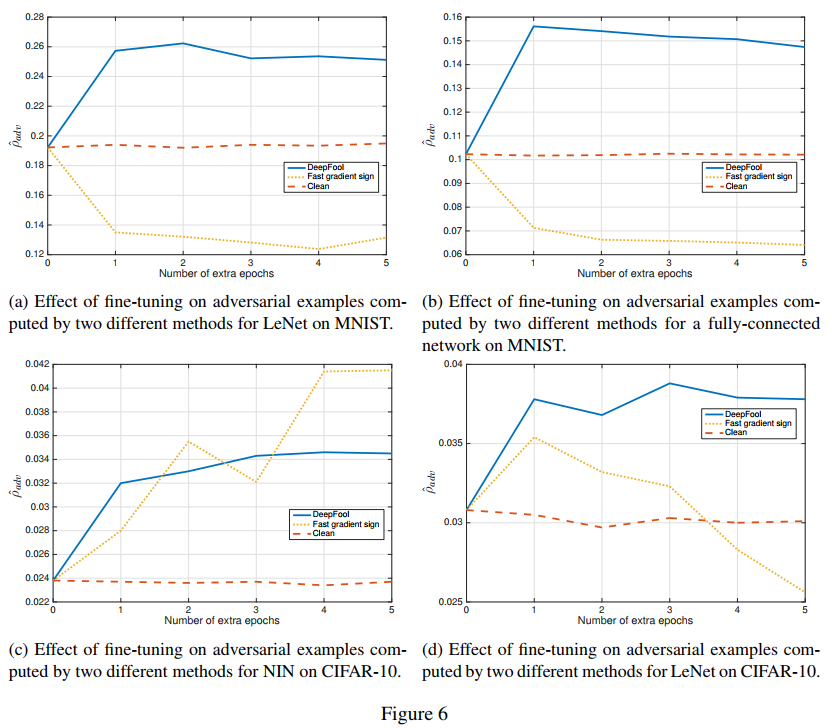 0.28
0.26
0.24
0.22
0.2
0.18
0.16
0.14
0.12
ρ̂adv
0 1 2 3 4 5
Number of extra epochs
DeepFool
Fast gradient sign
Clean
(a) Effect of fine-tuning on adversarial examples com-
puted by two different methods for LeNet on MNIST.
0.16
0.15
0.14
0.13
0.12
0.11
0.1
0.09
0.08
0.07
0.06
ρ̂adv
0 1 2 3 4 5
Number of extra epochs
DeepFool
Fast gradient sign
Clean
(b) Effect of fine-tuning on adversarial examples com-
puted by two different methods for a fully-connected
network on MNIST.
0.042
0.04
0.038
0.036
0.034
0.032
0.03
0.028
0.026
0.024
0.022
ρ̂adv
0 1 2 3 4 5
Number of extra epochs
DeepFool
Fast gradient sign
Clean
(c) Effect of fine-tuning on adversarial examples com-
puted by two different methods for NIN on CIFAR-10.
0.04
0.035
0.03
0.025
ρ̂adv
0 1 2 3 4 5
Number of extra epochs
DeepFool
Fast gradient sign
Clean
(d) Effect of fine-tuning on adversarial examples com-
puted by two different methods for LeNet on CIFAR-10.
Figure 6